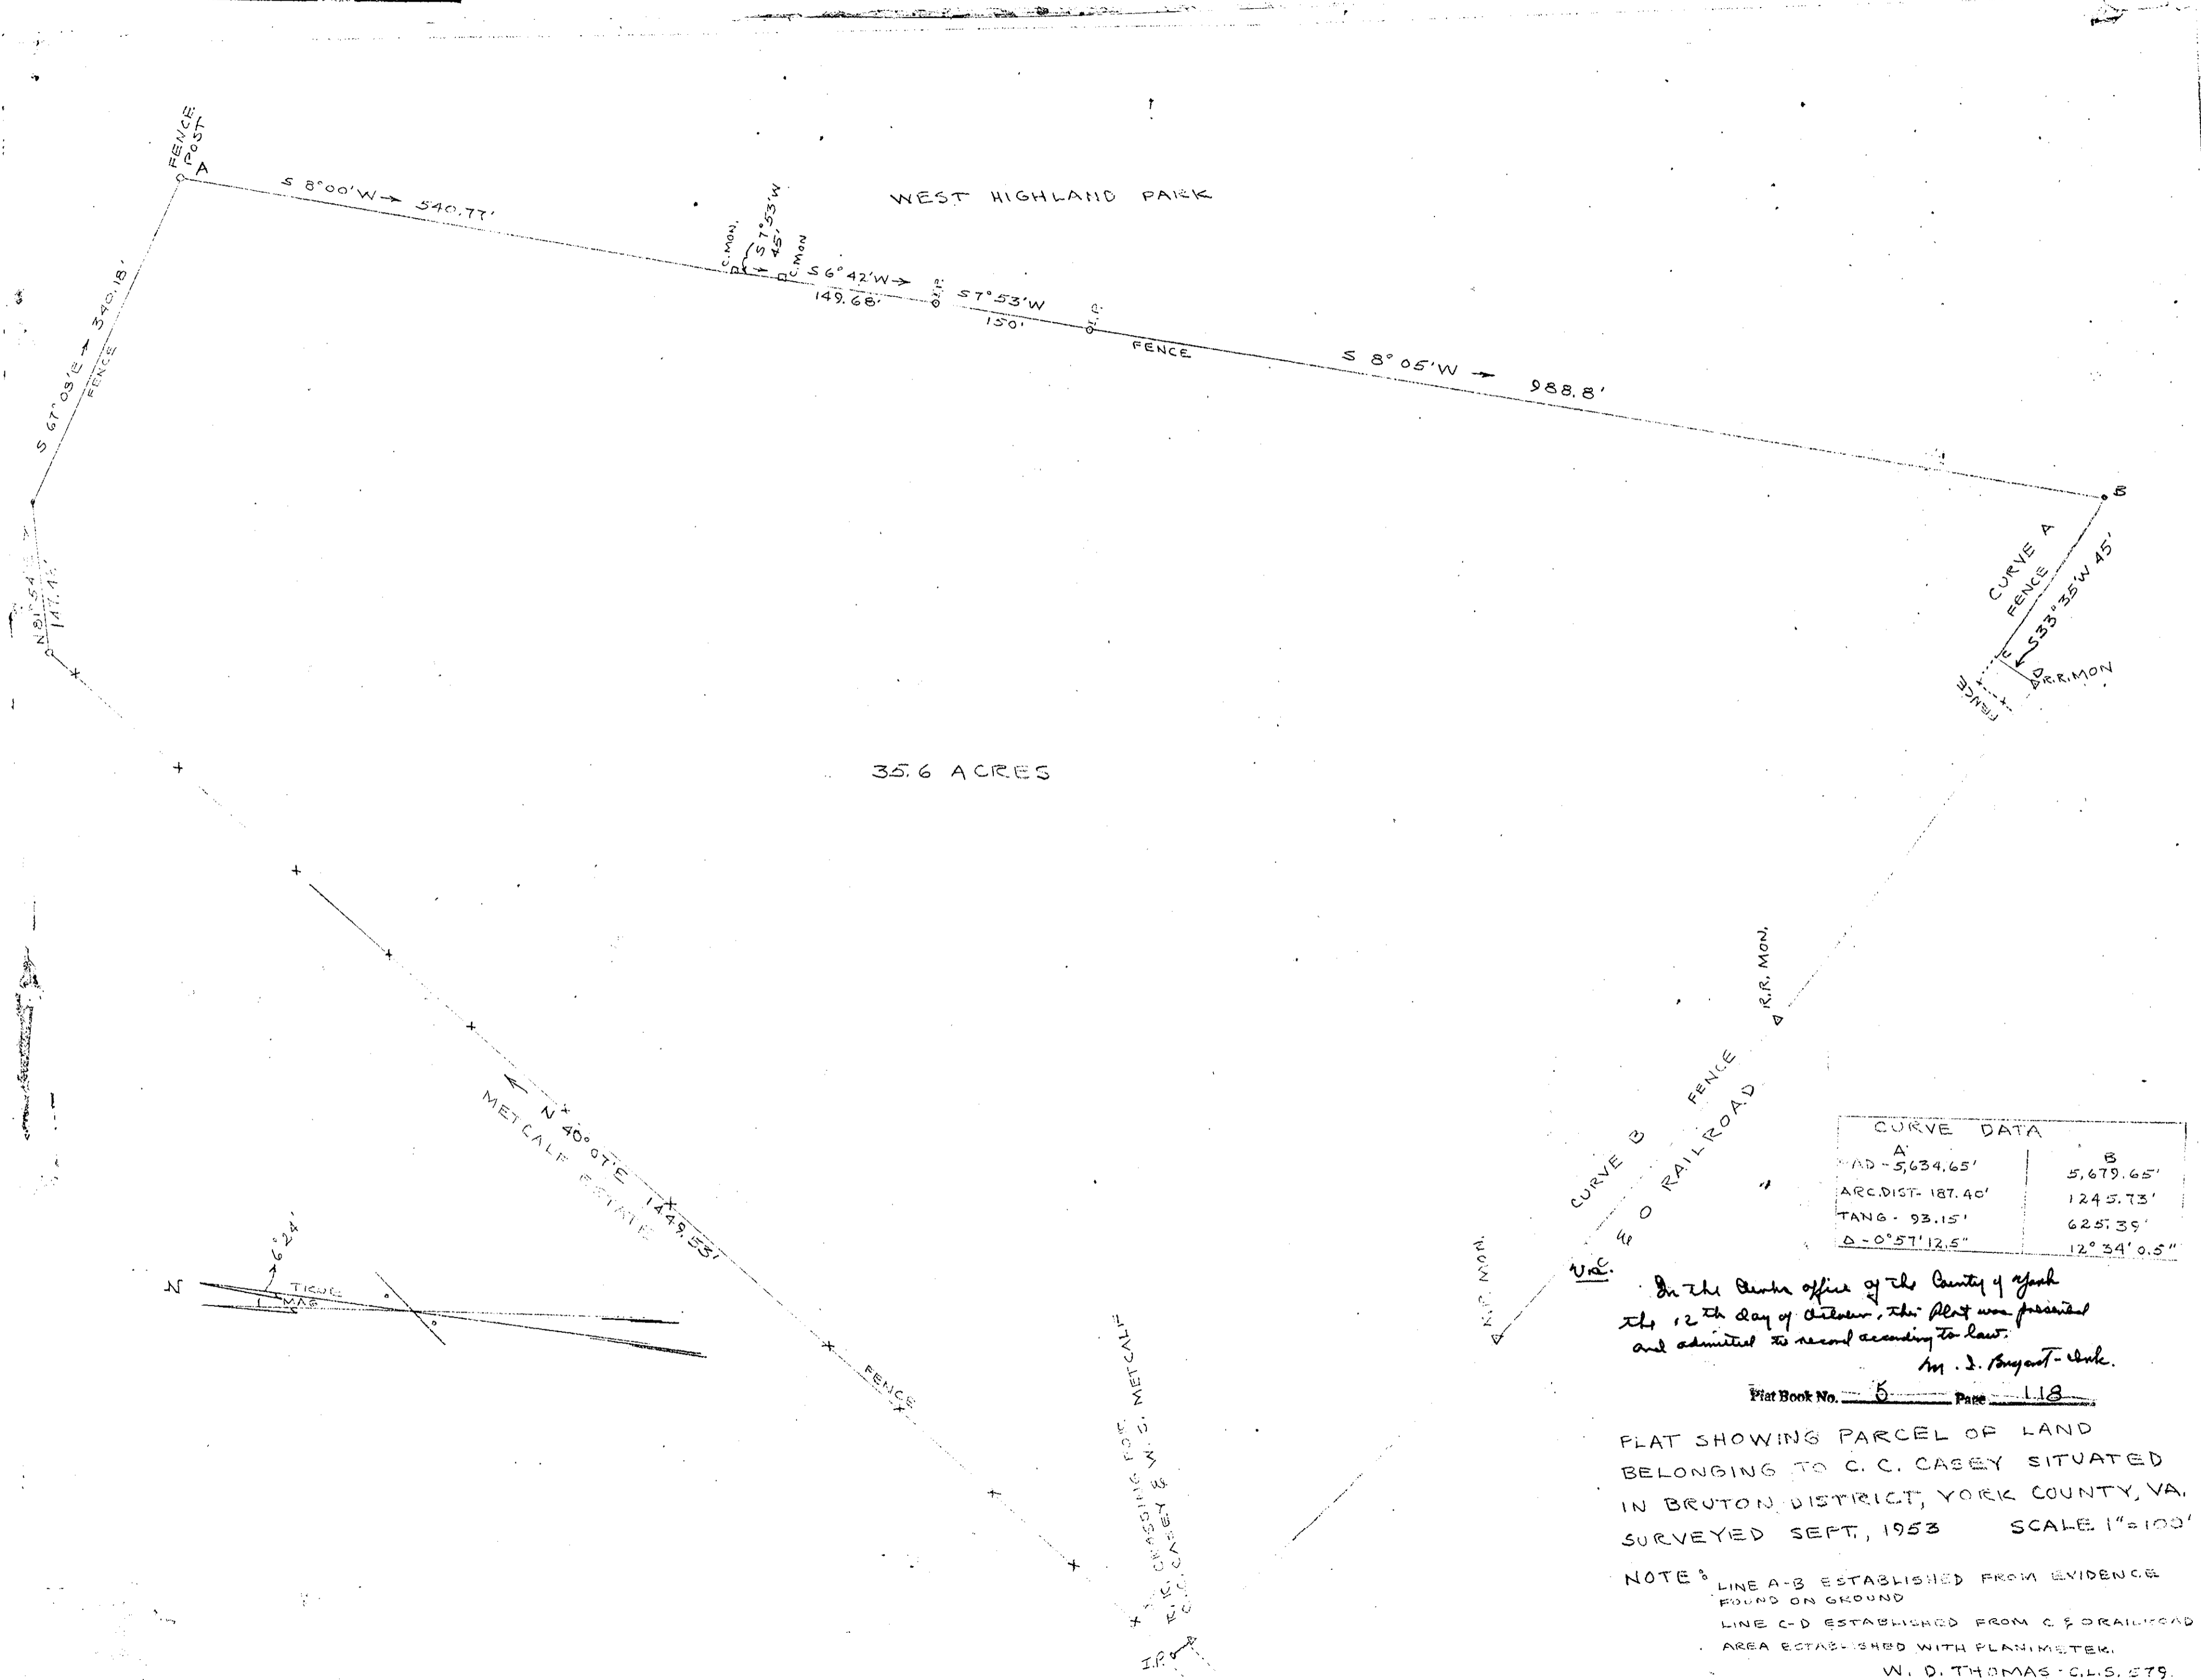 FENCE
POST
A
S 8°00'W → 540.77'
WEST HIGHLAND PARK
C. MON.
S 7°53'W
45'
C. MON
S 6°42'W →
149.68'
I.P.
S 7°53'W
150'
I.P.
FENCE
S 8°05'W → 988.8'
B
CURVE A
FENCE
S33°35'W 45'
C
D
R.R. MON
FENCE
S 67°03'E → 340.18'
FENCE
N 81°54'E
35.6 ACRES
R.R. MON.
N 40°07'E 1449.53'
METCALF ESTATE
FENCE
CURVE B FENCE
C & O RAILROAD
R.R. MON.
N
6°24'
TRUE
MAG
R.R. CROSSING FOR
C.C. CASEY & W. S. METCALF
I.P.
CURVE DATA
A B
RAD - 5,634.65' 5,679.65'
ARC.DIST- 187.40' 1245.73'
TANG - 93.15' 625.39'
Δ - 0°57'12.5" 12°34'0.5"
In the Clerks office of the County of York
the 12th day of October, this Plat was presented
and admitted to record according to law.
Plat Book No. 5 Page 118
PLAT SHOWING PARCEL OF LAND
BELONGING TO C. C. CASEY SITUATED
IN BRUTON DISTRICT, YORK COUNTY, VA.
SURVEYED SEPT., 1953 SCALE 1"=100'
NOTE: LINE A-B ESTABLISHED FROM EVIDENCE
FOUND ON GROUND
LINE C-D ESTABLISHED FROM C & O RAILROAD
AREA ESTABLISHED WITH PLANIMETER.
W. D. THOMAS - C.L.S. 579.